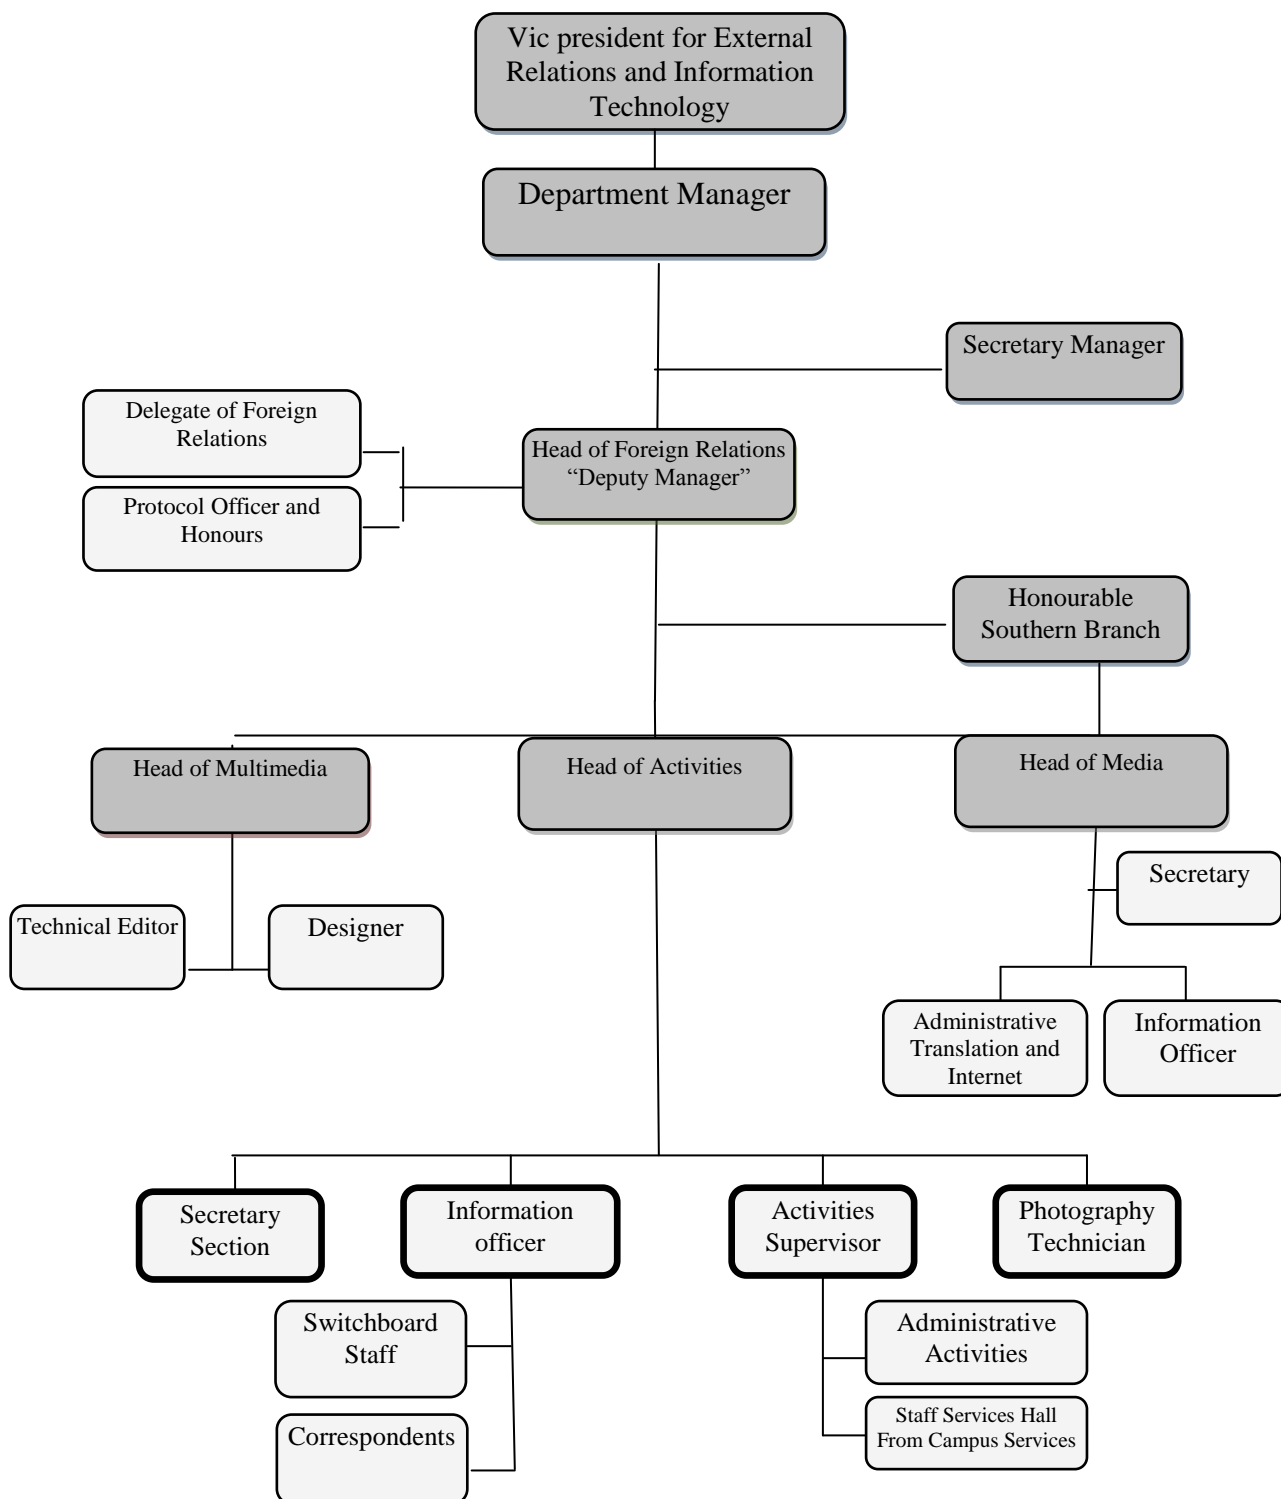 Vic president for External
Relations and Information
Technology
Department Manager
Secretary Manager
Delegate of Foreign
Relations
Head of Foreign Relations
“Deputy Manager”
Protocol Officer and
Honours
Honourable
Southern Branch
Head of Multimedia
Head of Activities
Head of Media
Secretary
Technical Editor
Designer
Administrative
Translation and
Internet
Information
Officer
Secretary
Section
Information
officer
Activities
Supervisor
Photography
Technician
Switchboard
Staff
Administrative
Activities
Correspondents
Staff Services Hall
From Campus Services